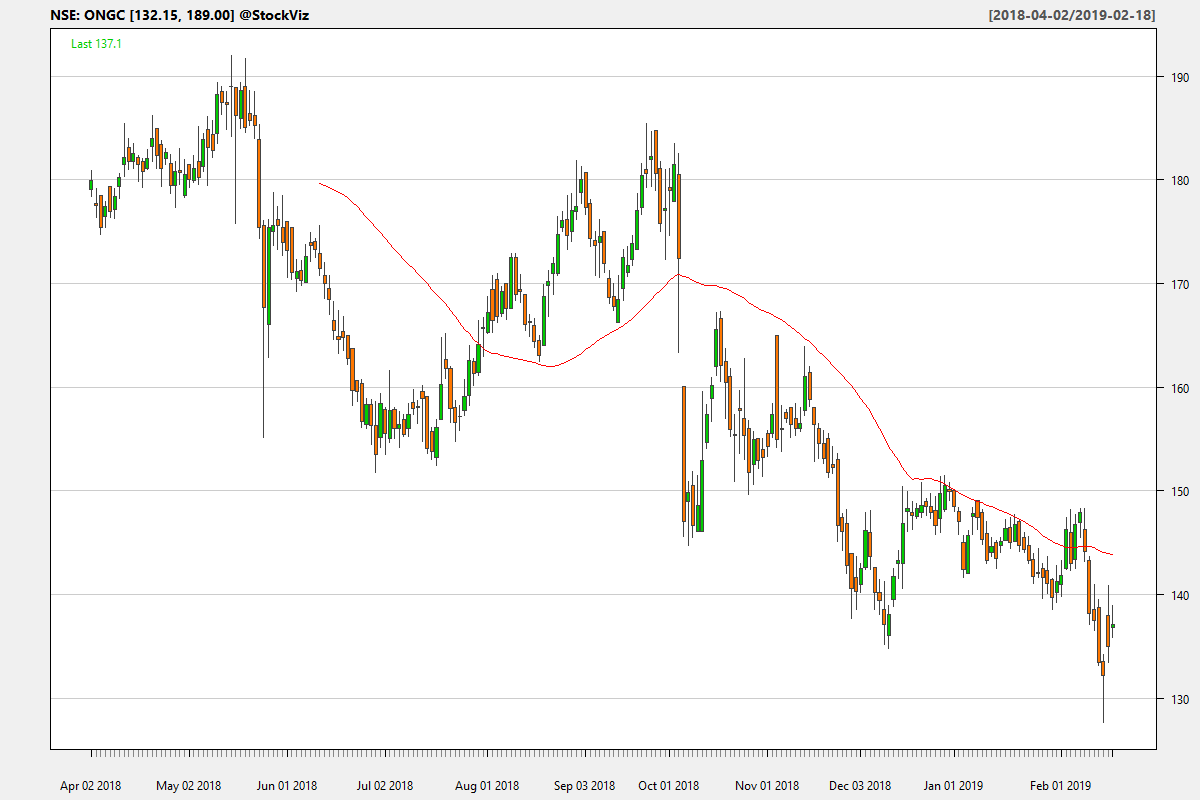 NSE: ONGC [132.15, 189.00] @StockViz [2018-04-02/2019-02-18]
Last 137.1
190
180
170
160
150
140
130
Apr 02 2018 May 02 2018 Jun 01 2018 Jul 02 2018 Aug 01 2018 Sep 03 2018 Oct 01 2018 Nov 01 2018 Dec 03 2018 Jan 01 2019 Feb 01 2019